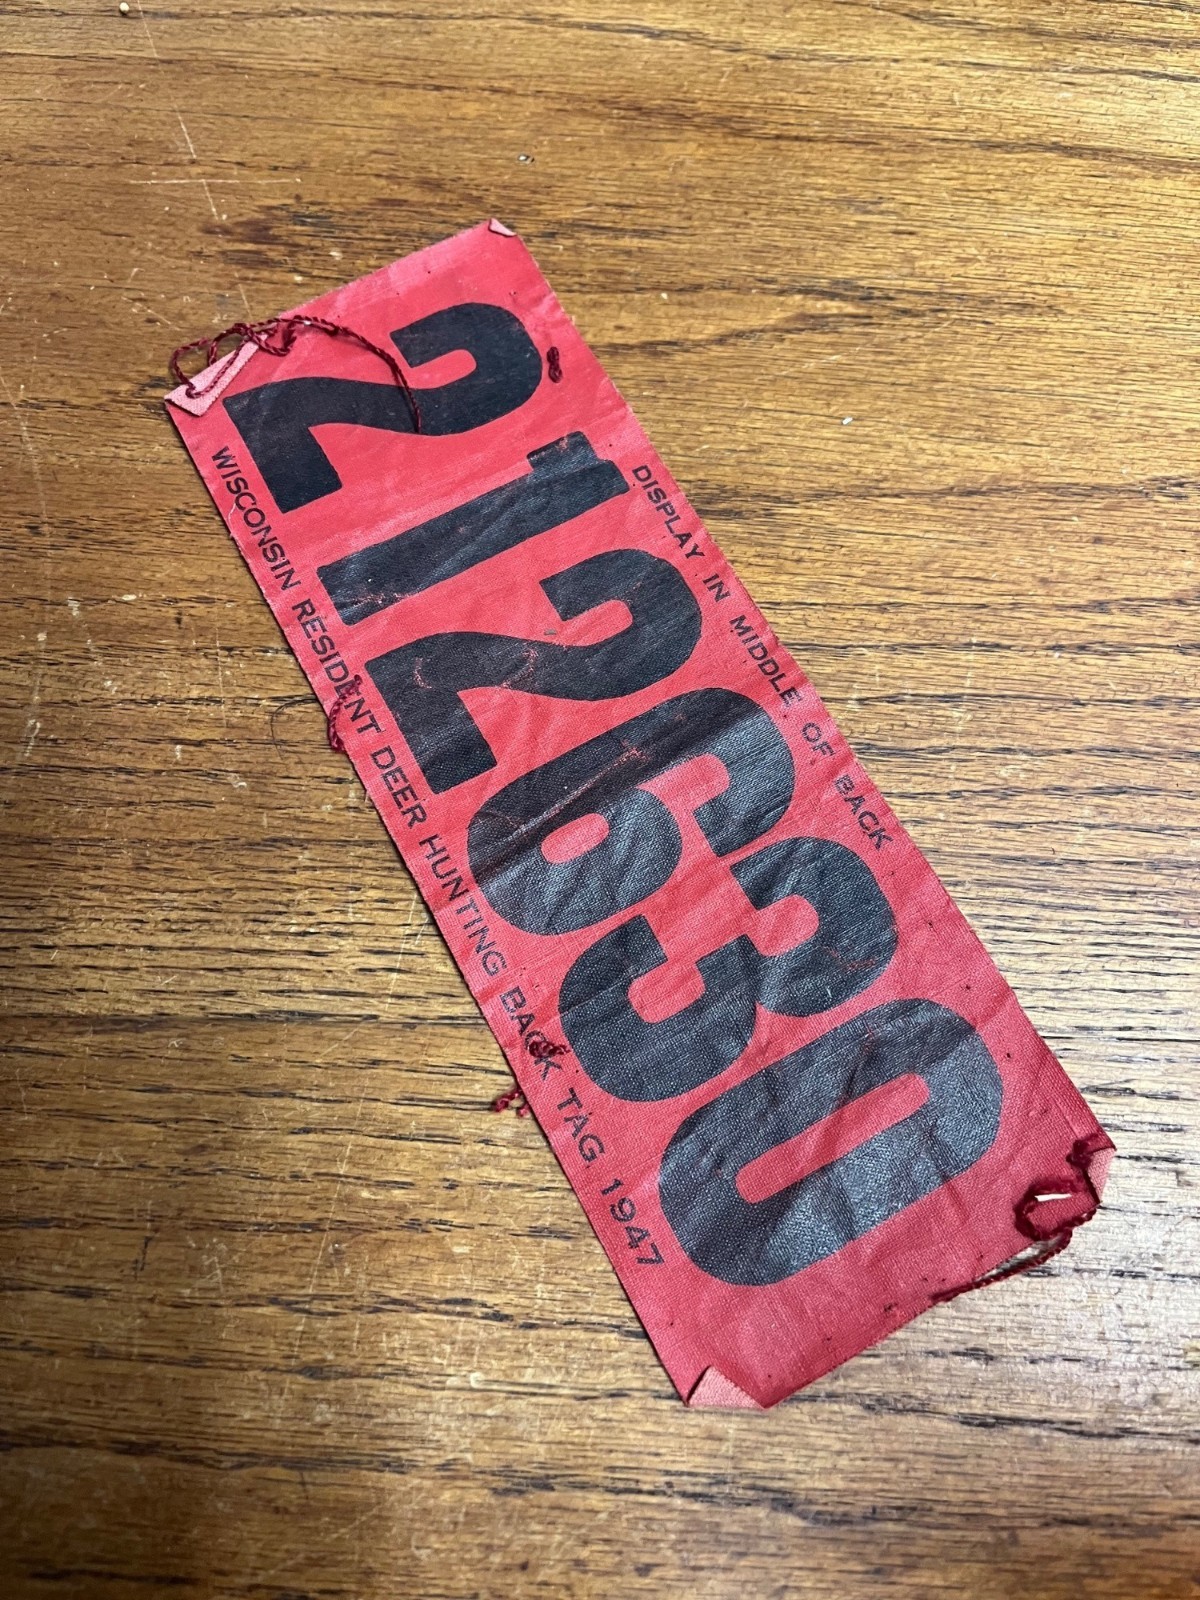 DISPLAY IN MIDDLE OF BACK
212630
WISCONSIN RESIDENT DEER HUNTING BACK TAG. 1947